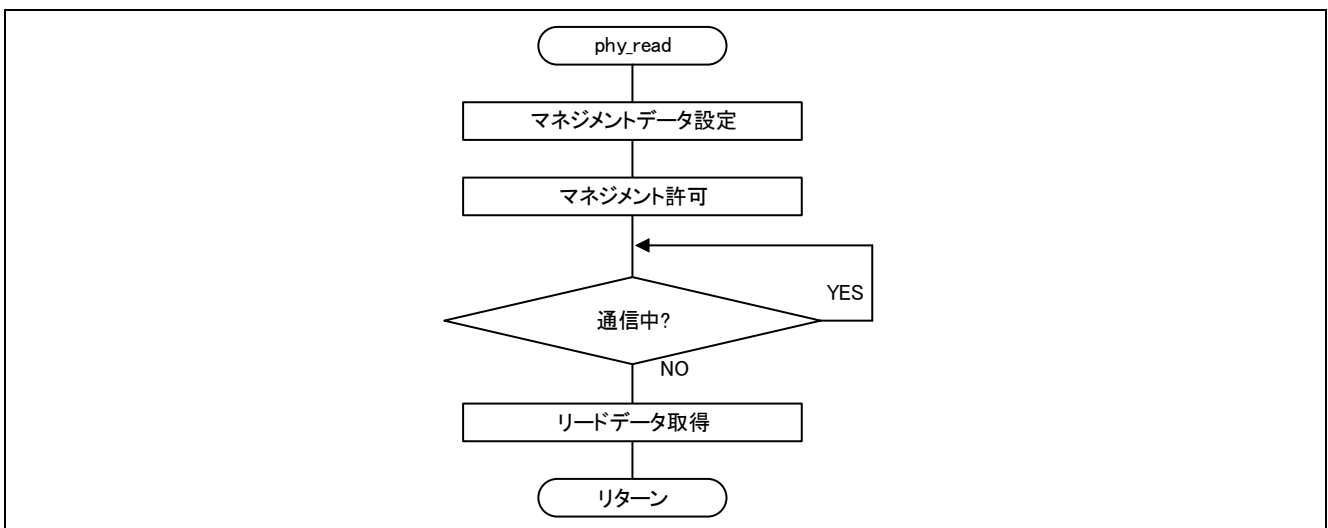 phy_read
マネジメントデータ設定
マネジメント許可
YES
通信中?
NO
リードデータ取得
リターン